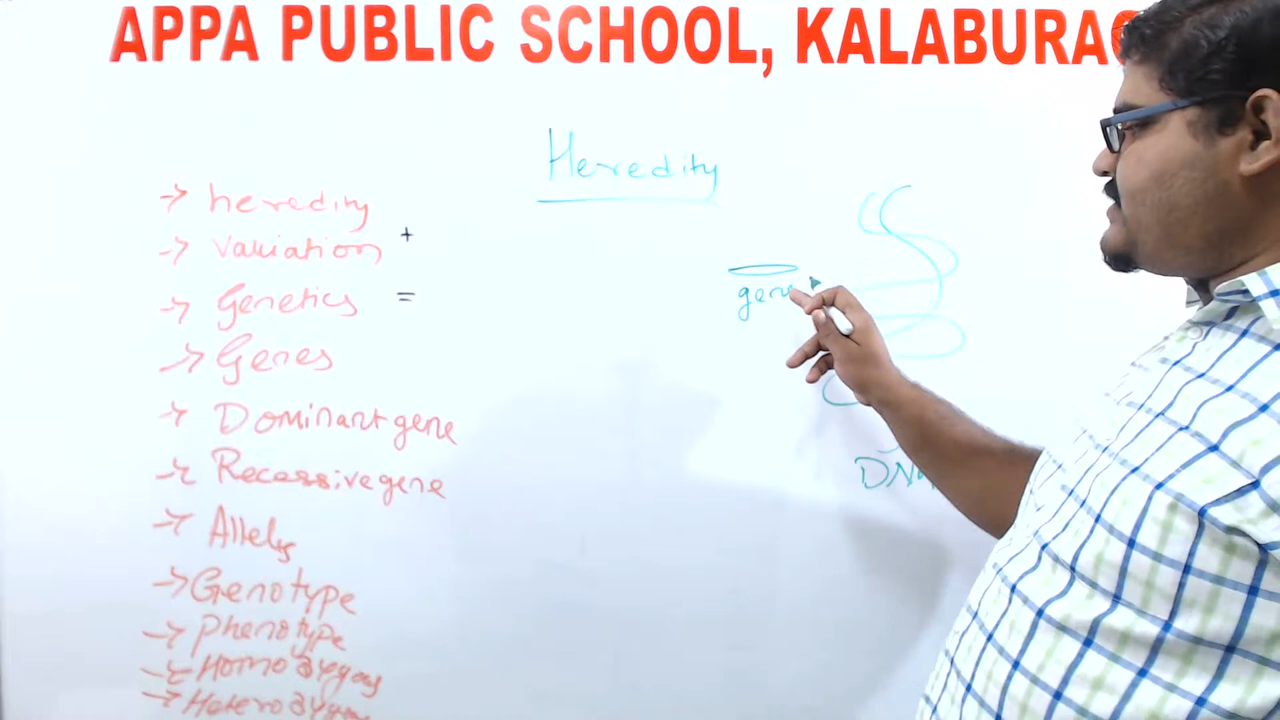 APPA PUBLIC SCHOOL, KALABURAG
Heredity
→ heredity
→ variation +
→ Genetics =
→ Genes
→ Dominant gene
→ Recessive gene
→ Alleles
→ Genotype
→ phenotype
→ Homozygous
→ Heterozygous
gene
DNA